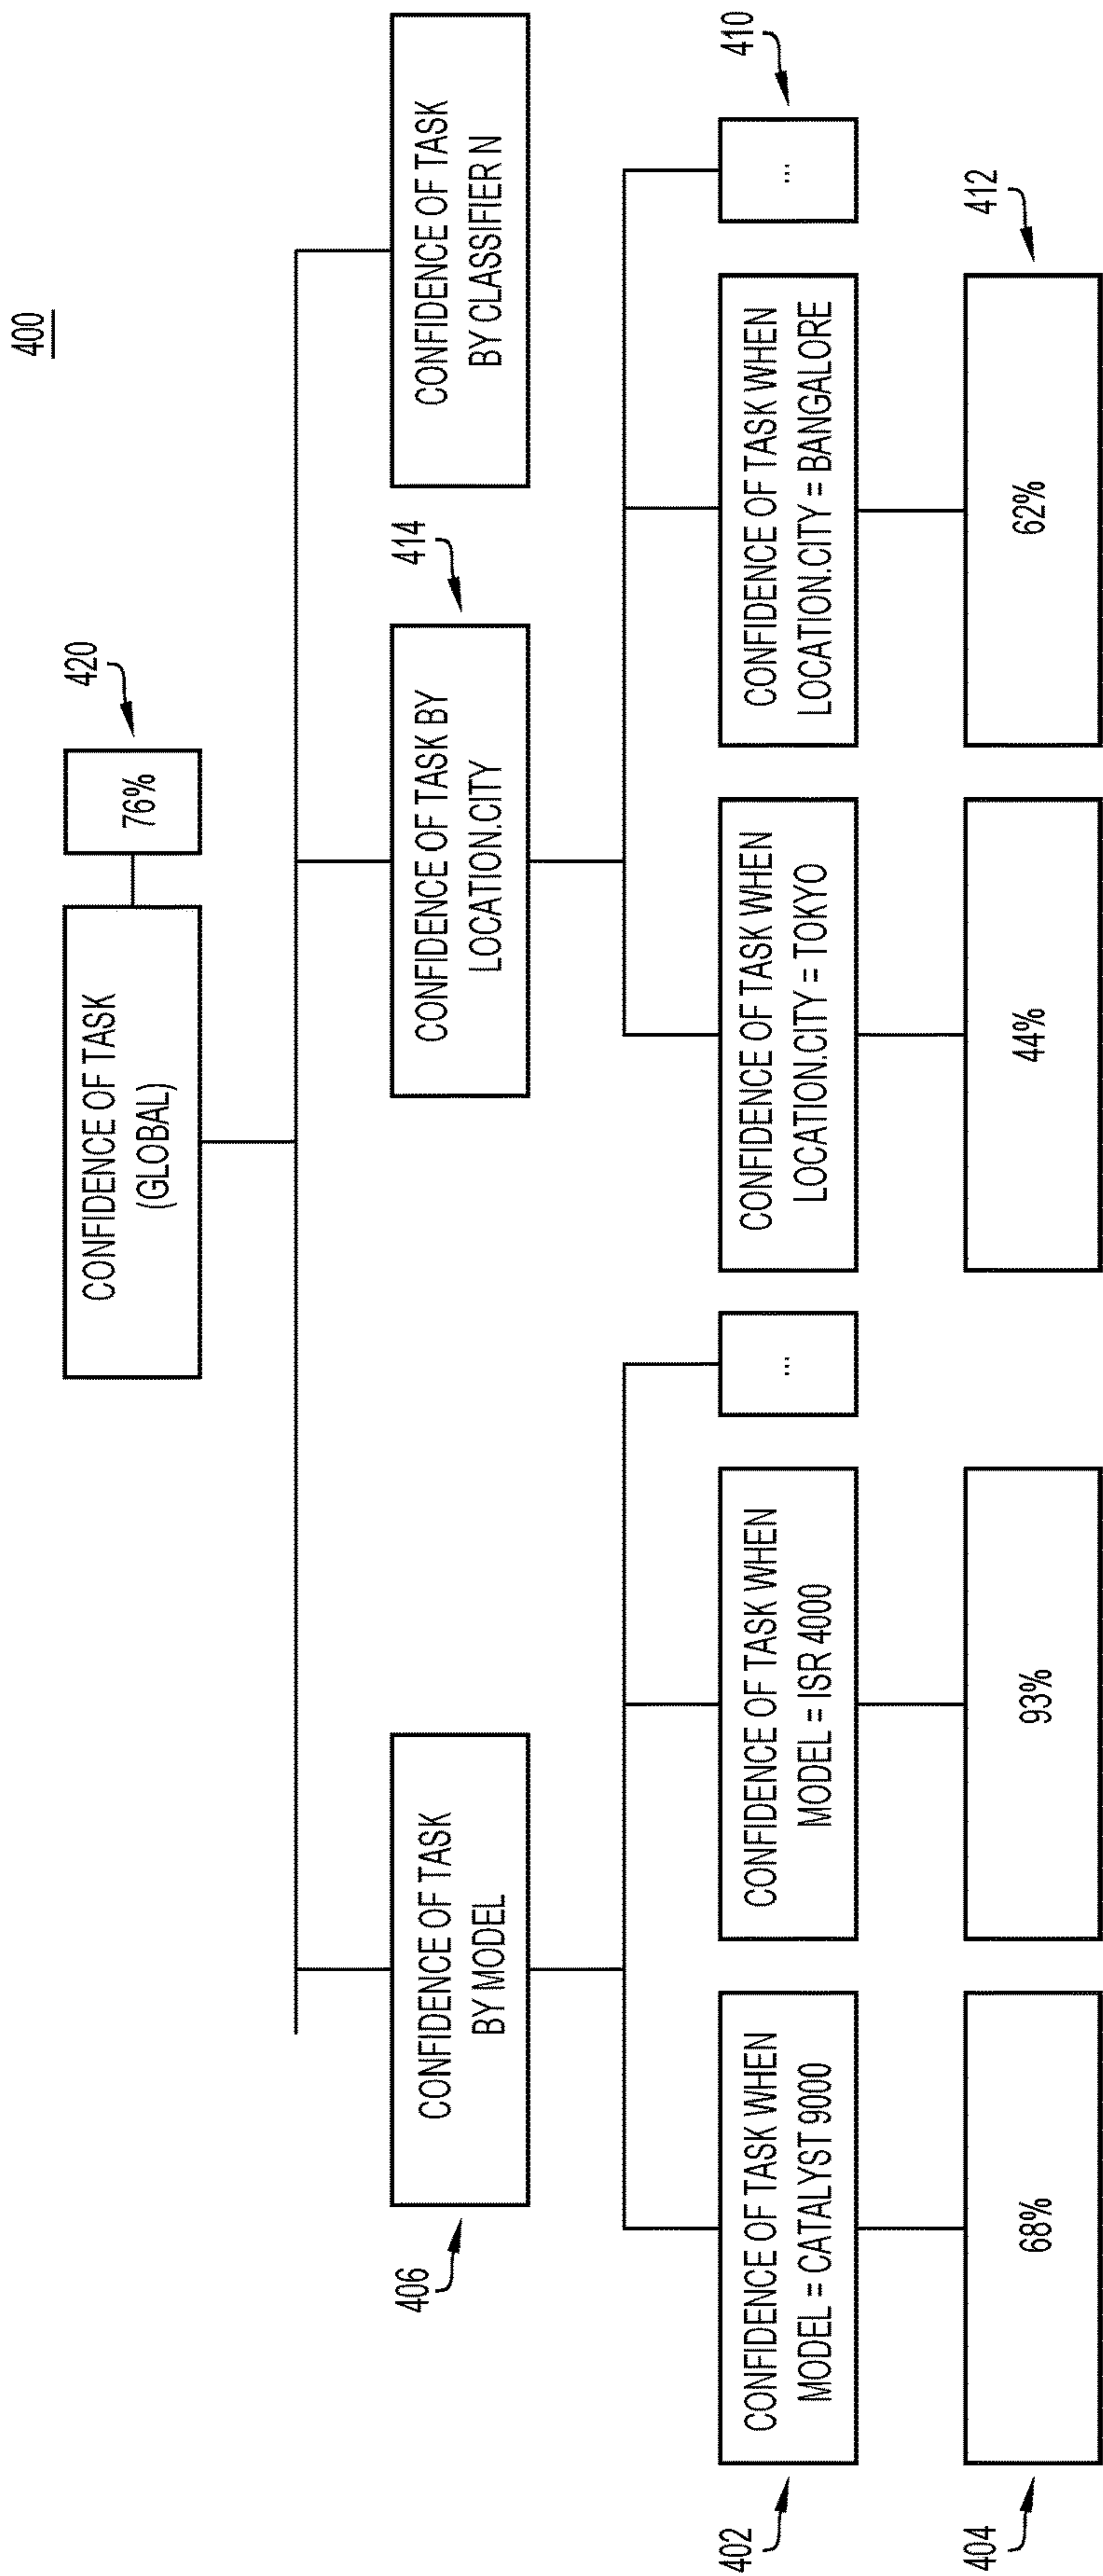 400
CONFIDENCE OF TASK
(GLOBAL)
76%
420
CONFIDENCE OF TASK
BY MODEL
406
CONFIDENCE OF TASK BY
LOCATION.CITY
414
CONFIDENCE OF TASK
BY CLASSIFIER N
402
CONFIDENCE OF TASK WHEN
MODEL = CATALYST 9000
CONFIDENCE OF TASK WHEN
MODEL = ISR 4000
...
CONFIDENCE OF TASK WHEN
LOCATION.CITY = TOKYO
CONFIDENCE OF TASK WHEN
LOCATION.CITY = BANGALORE
...
410
404
68%
93%
44%
62%
412